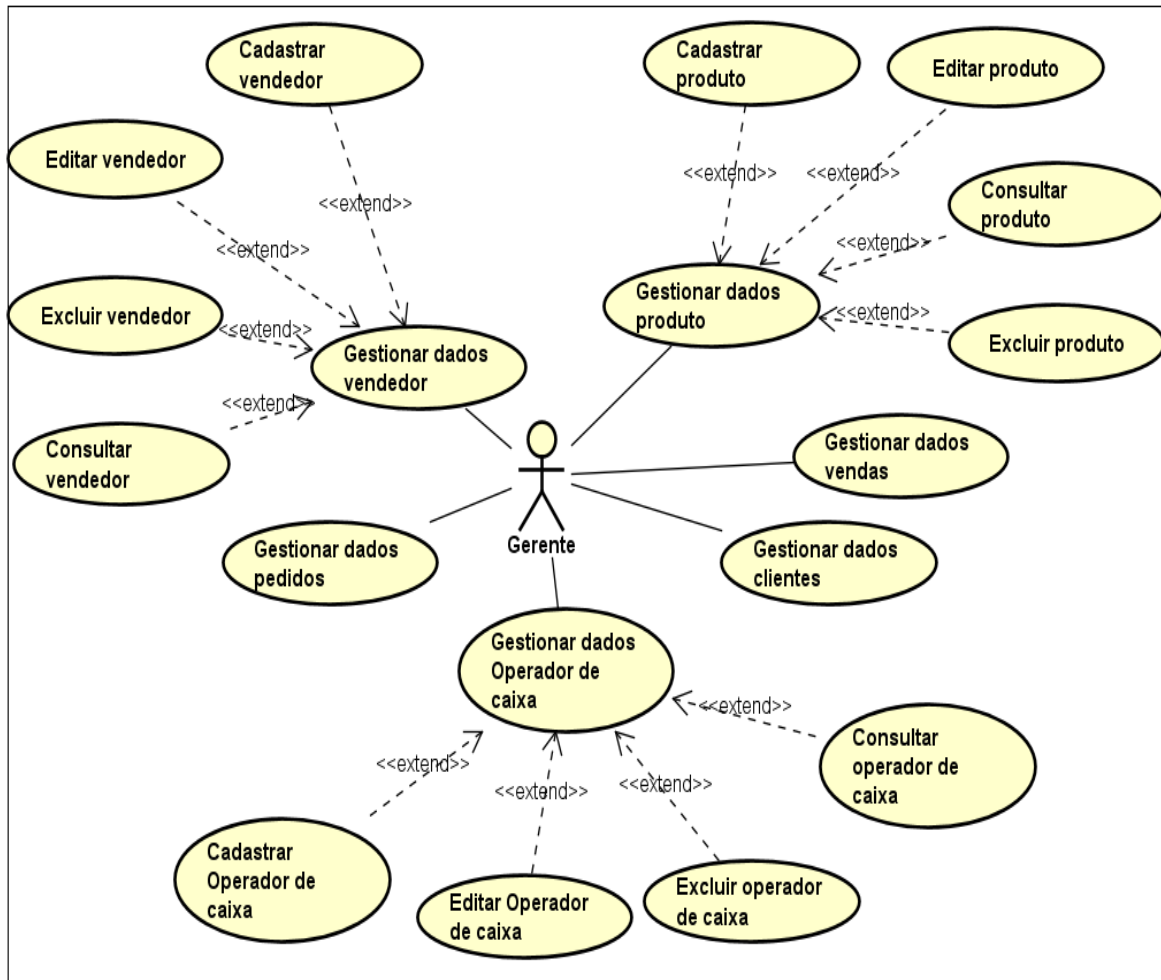 Cadastrar
vendedor
Cadastrar
produto
Editar produto
Editar vendedor
<<extend>>
<<extend>>
<<extend>>
Consultar
produto
<<extend>>
<<extend>>
Gestionar dados
produto
Excluir vendedor
<<extend>>
<<extend>>
Excluir produto
Gestionar dados
vendedor
<<extend>>
Consultar
vendedor
Gestionar dados
vendas
Gerente
Gestionar dados
pedidos
Gestionar dados
clientes
Gestionar dados
Operador de
caixa
<<extend>>
Consultar
operador de
caixa
<<extend>>
<<extend>>
<<extend>>
Cadastrar
Operador de
caixa
Editar Operador
de caixa
Excluir operador
de caixa